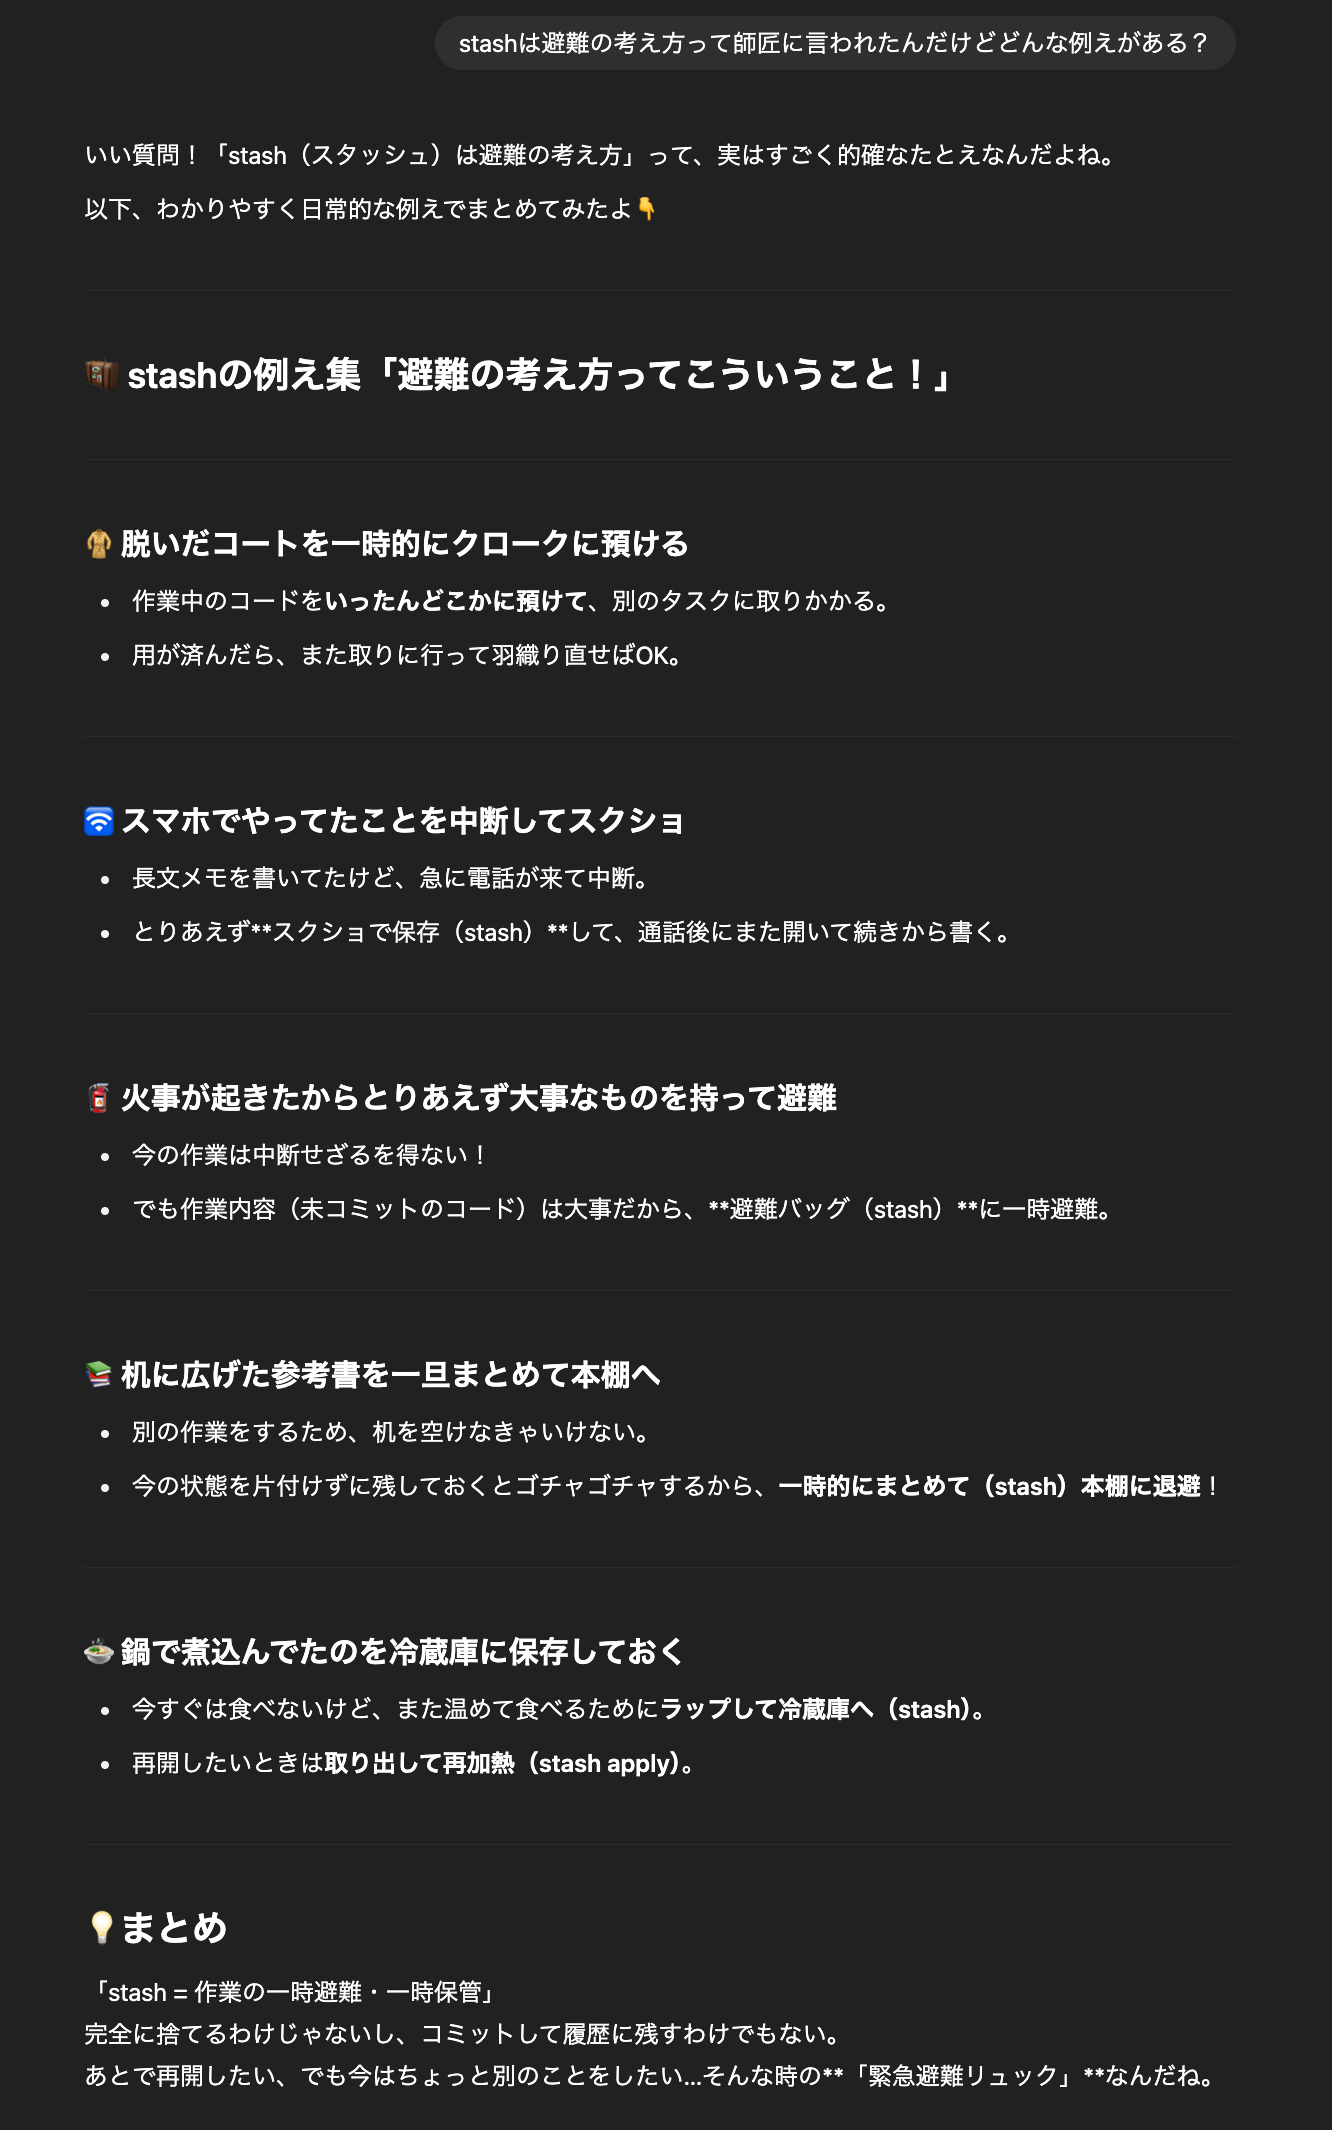 stashは避難の考え方って師匠に言われたんだけどどんな例えがある？
いい質問！「stash（スタッシュ）は避難の考え方」って、実はすごく的確なたとえなんだよね。
以下、わかりやすく日常的な例えでまとめてみたよ👇
🧳 stashの例え集「避難の考え方ってこういうこと！」
🧥 脱いだコートを一時的にクロークに預ける
• 作業中のコードをいったんどこかに預けて、別のタスクに取りかかる。
• 用が済んだら、また取りに行って羽織り直せばOK。
🛜 スマホでやってたことを中断してスクショ
• 長文メモを書いてたけど、急に電話が来て中断。
• とりあえず**スクショで保存（stash）**して、通話後にまた開いて続きから書く。
🧯 火事が起きたからとりあえず大事なものを持って避難
• 今の作業は中断せざるを得ない！
• でも作業内容（未コミットのコード）は大事だから、**避難バッグ（stash）**に一時避難。
📚 机に広げた参考書を一旦まとめて本棚へ
• 別の作業をするため、机を空けなきゃいけない。
• 今の状態を片付けずに残しておくとゴチャゴチャするから、一時的にまとめて（stash）本棚に退避！
🍲 鍋で煮込んでたのを冷蔵庫に保存しておく
• 今すぐは食べないけど、また温めて食べるためにラップして冷蔵庫へ（stash）。
• 再開したいときは取り出して再加熱（stash apply）。
💡まとめ
「stash = 作業の一時避難・一時保管」
完全に捨てるわけじゃないし、コミットして履歴に残すわけでもない。
あとで再開したい、でも今はちょっと別のことをしたい…そんな時の**「緊急避難リュック」**なんだね。